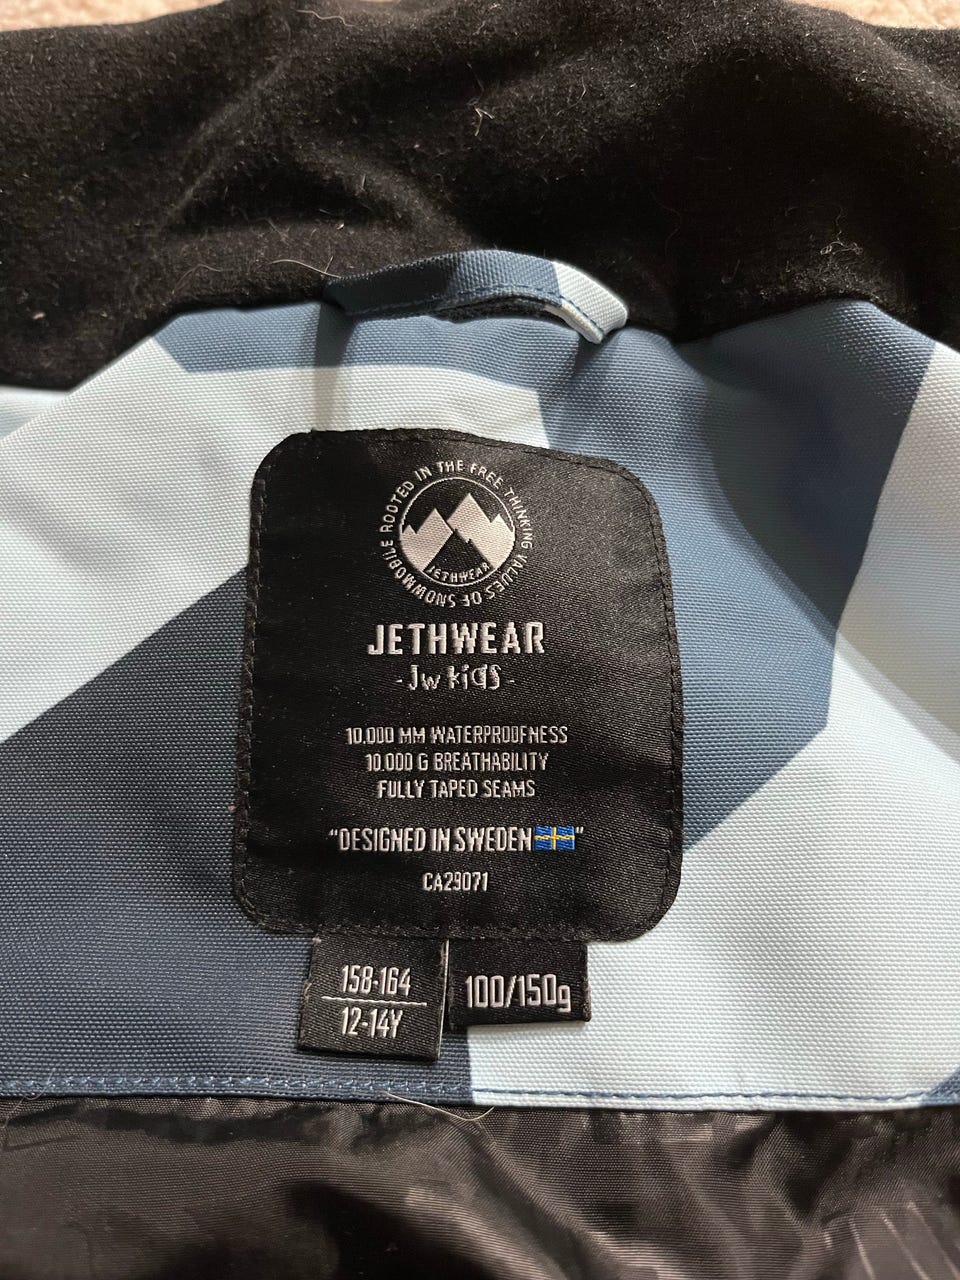 ROOTED IN THE FREE THINKING VALUES OF SNOWMOBILE
JETHWEAR
JETHWEAR
-Jw kids-
10.000 MM WATERPROOFNESS
10.000 G BREATHABILITY
FULLY TAPED SEAMS
"DESIGNED IN SWEDEN"
CA29071
158-164
12-14Y
100/150g